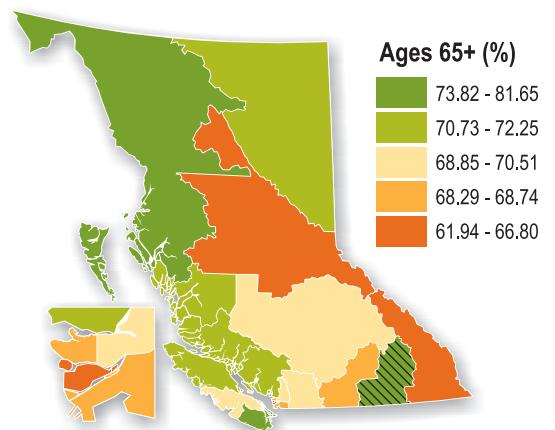 Ages 65+ (%)
73.82 - 81.65
70.73 - 72.25
68.85 - 70.51
68.29 - 68.74
61.94 - 66.80